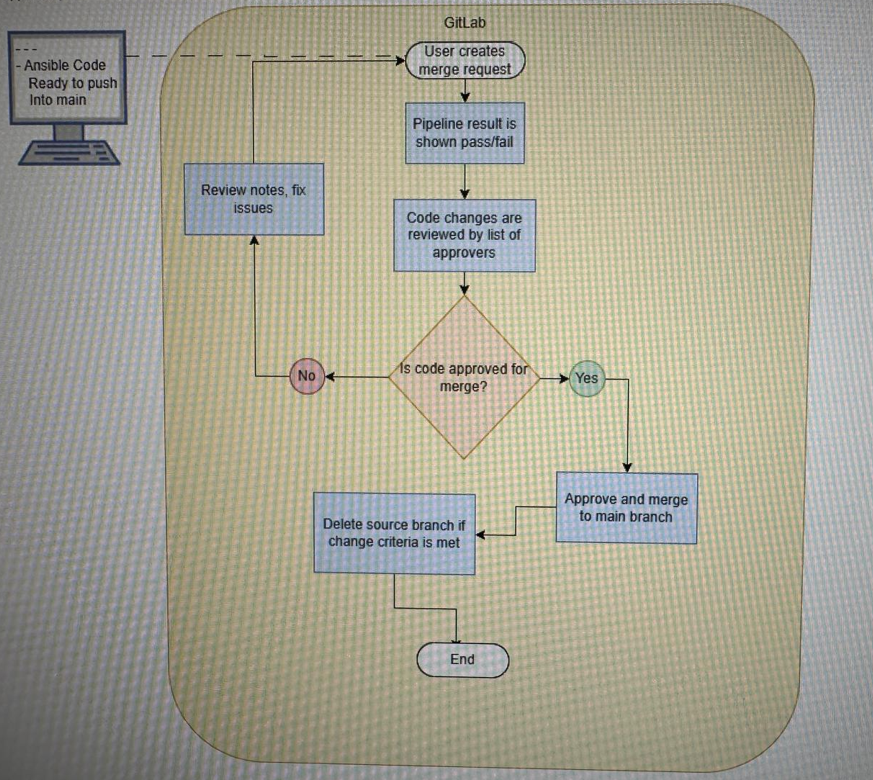 GitLab
---
- Ansible Code
Ready to push
Into main
User creates
merge request
Pipeline result is
shown pass/fail
Review notes, fix
issues
Code changes are
reviewed by list of
approvers
Is code approved for
merge?
No
Yes
Approve and merge
to main branch
Delete source branch if
change criteria is met
End